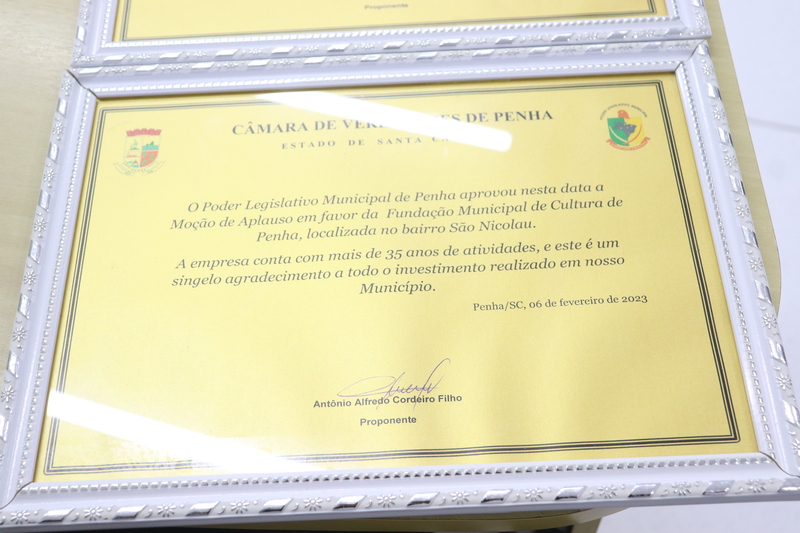 Proponente
CÂMARA DE VEREADORES DE PENHA
ESTADO DE SANTA
O Poder Legislativo Municipal de Penha aprovou nesta data a
Moção de Aplauso em favor da Fundação Municipal de Cultura de
Penha, localizada no bairro São Nicolau.
A empresa conta com mais de 35 anos de atividades, e este é um
singelo agradecimento a todo o investimento realizado em nosso
Município.
Penha/SC, 06 de fevereiro de 2023
Antônio Alfredo Cordeiro Filho
Proponente